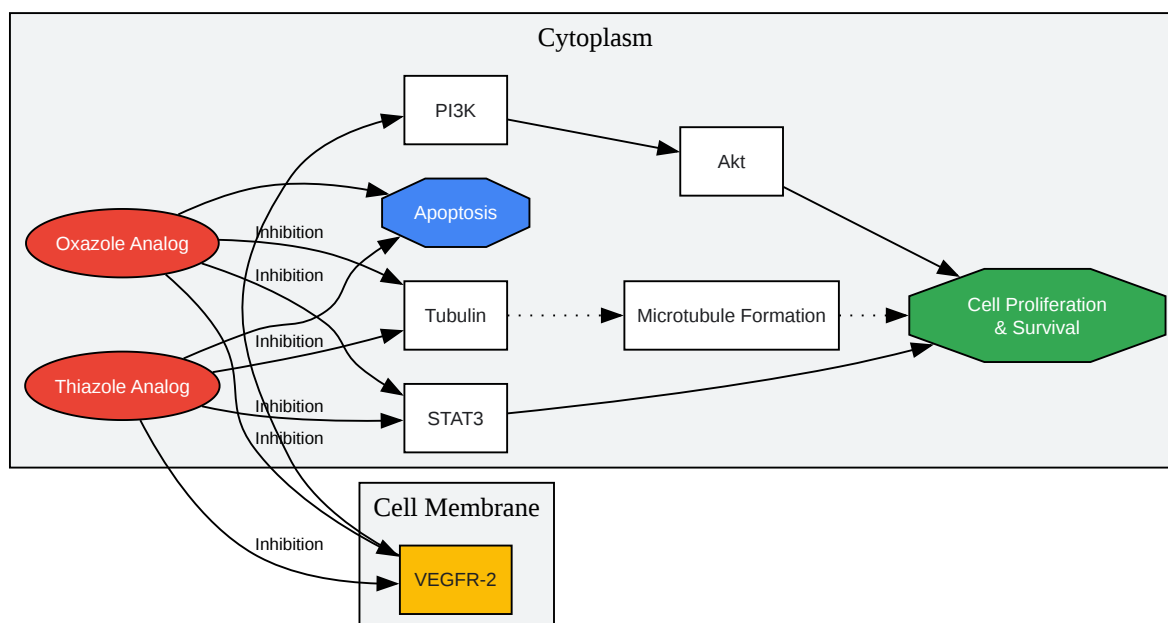 Cytoplasm
PI3K
Akt
Apoptosis
Oxazole Analog
Inhibition
Inhibition
Tubulin
Microtubule Formation
Cell Proliferation
& Survival
Inhibition
Thiazole Analog
Inhibition
STAT3
Inhibition
Cell Membrane
Inhibition
VEGFR-2